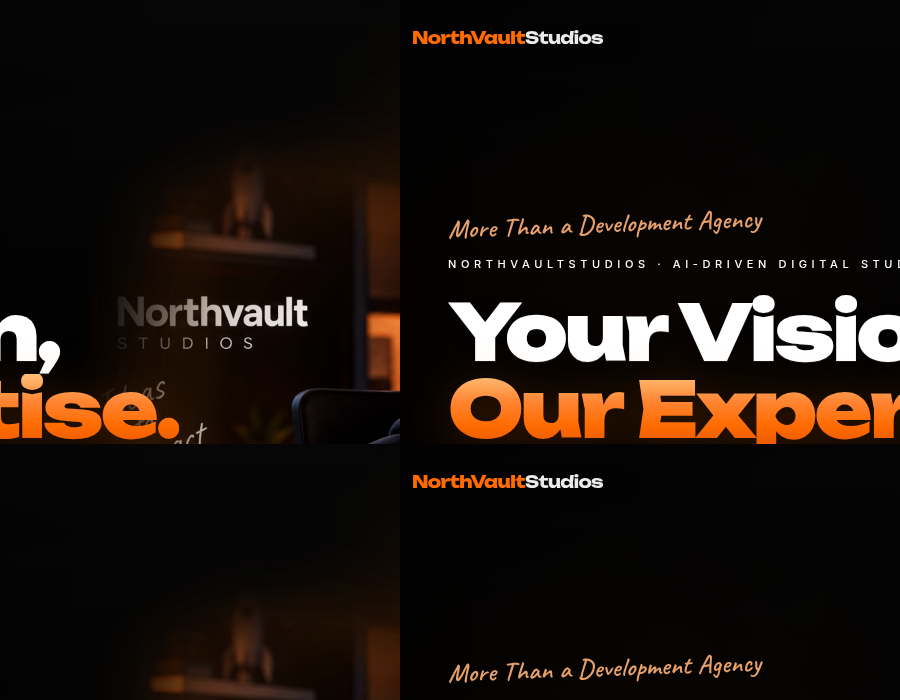 NorthVaultStudios
More Than a Development Agency
NORTHVAULTSTUDIOS · AI-DRIVEN DIGITAL
Northvault
STUDIOS
n,
Your Visio
tise.
Our Exper
NorthVaultStudios
More Than a Development Agency